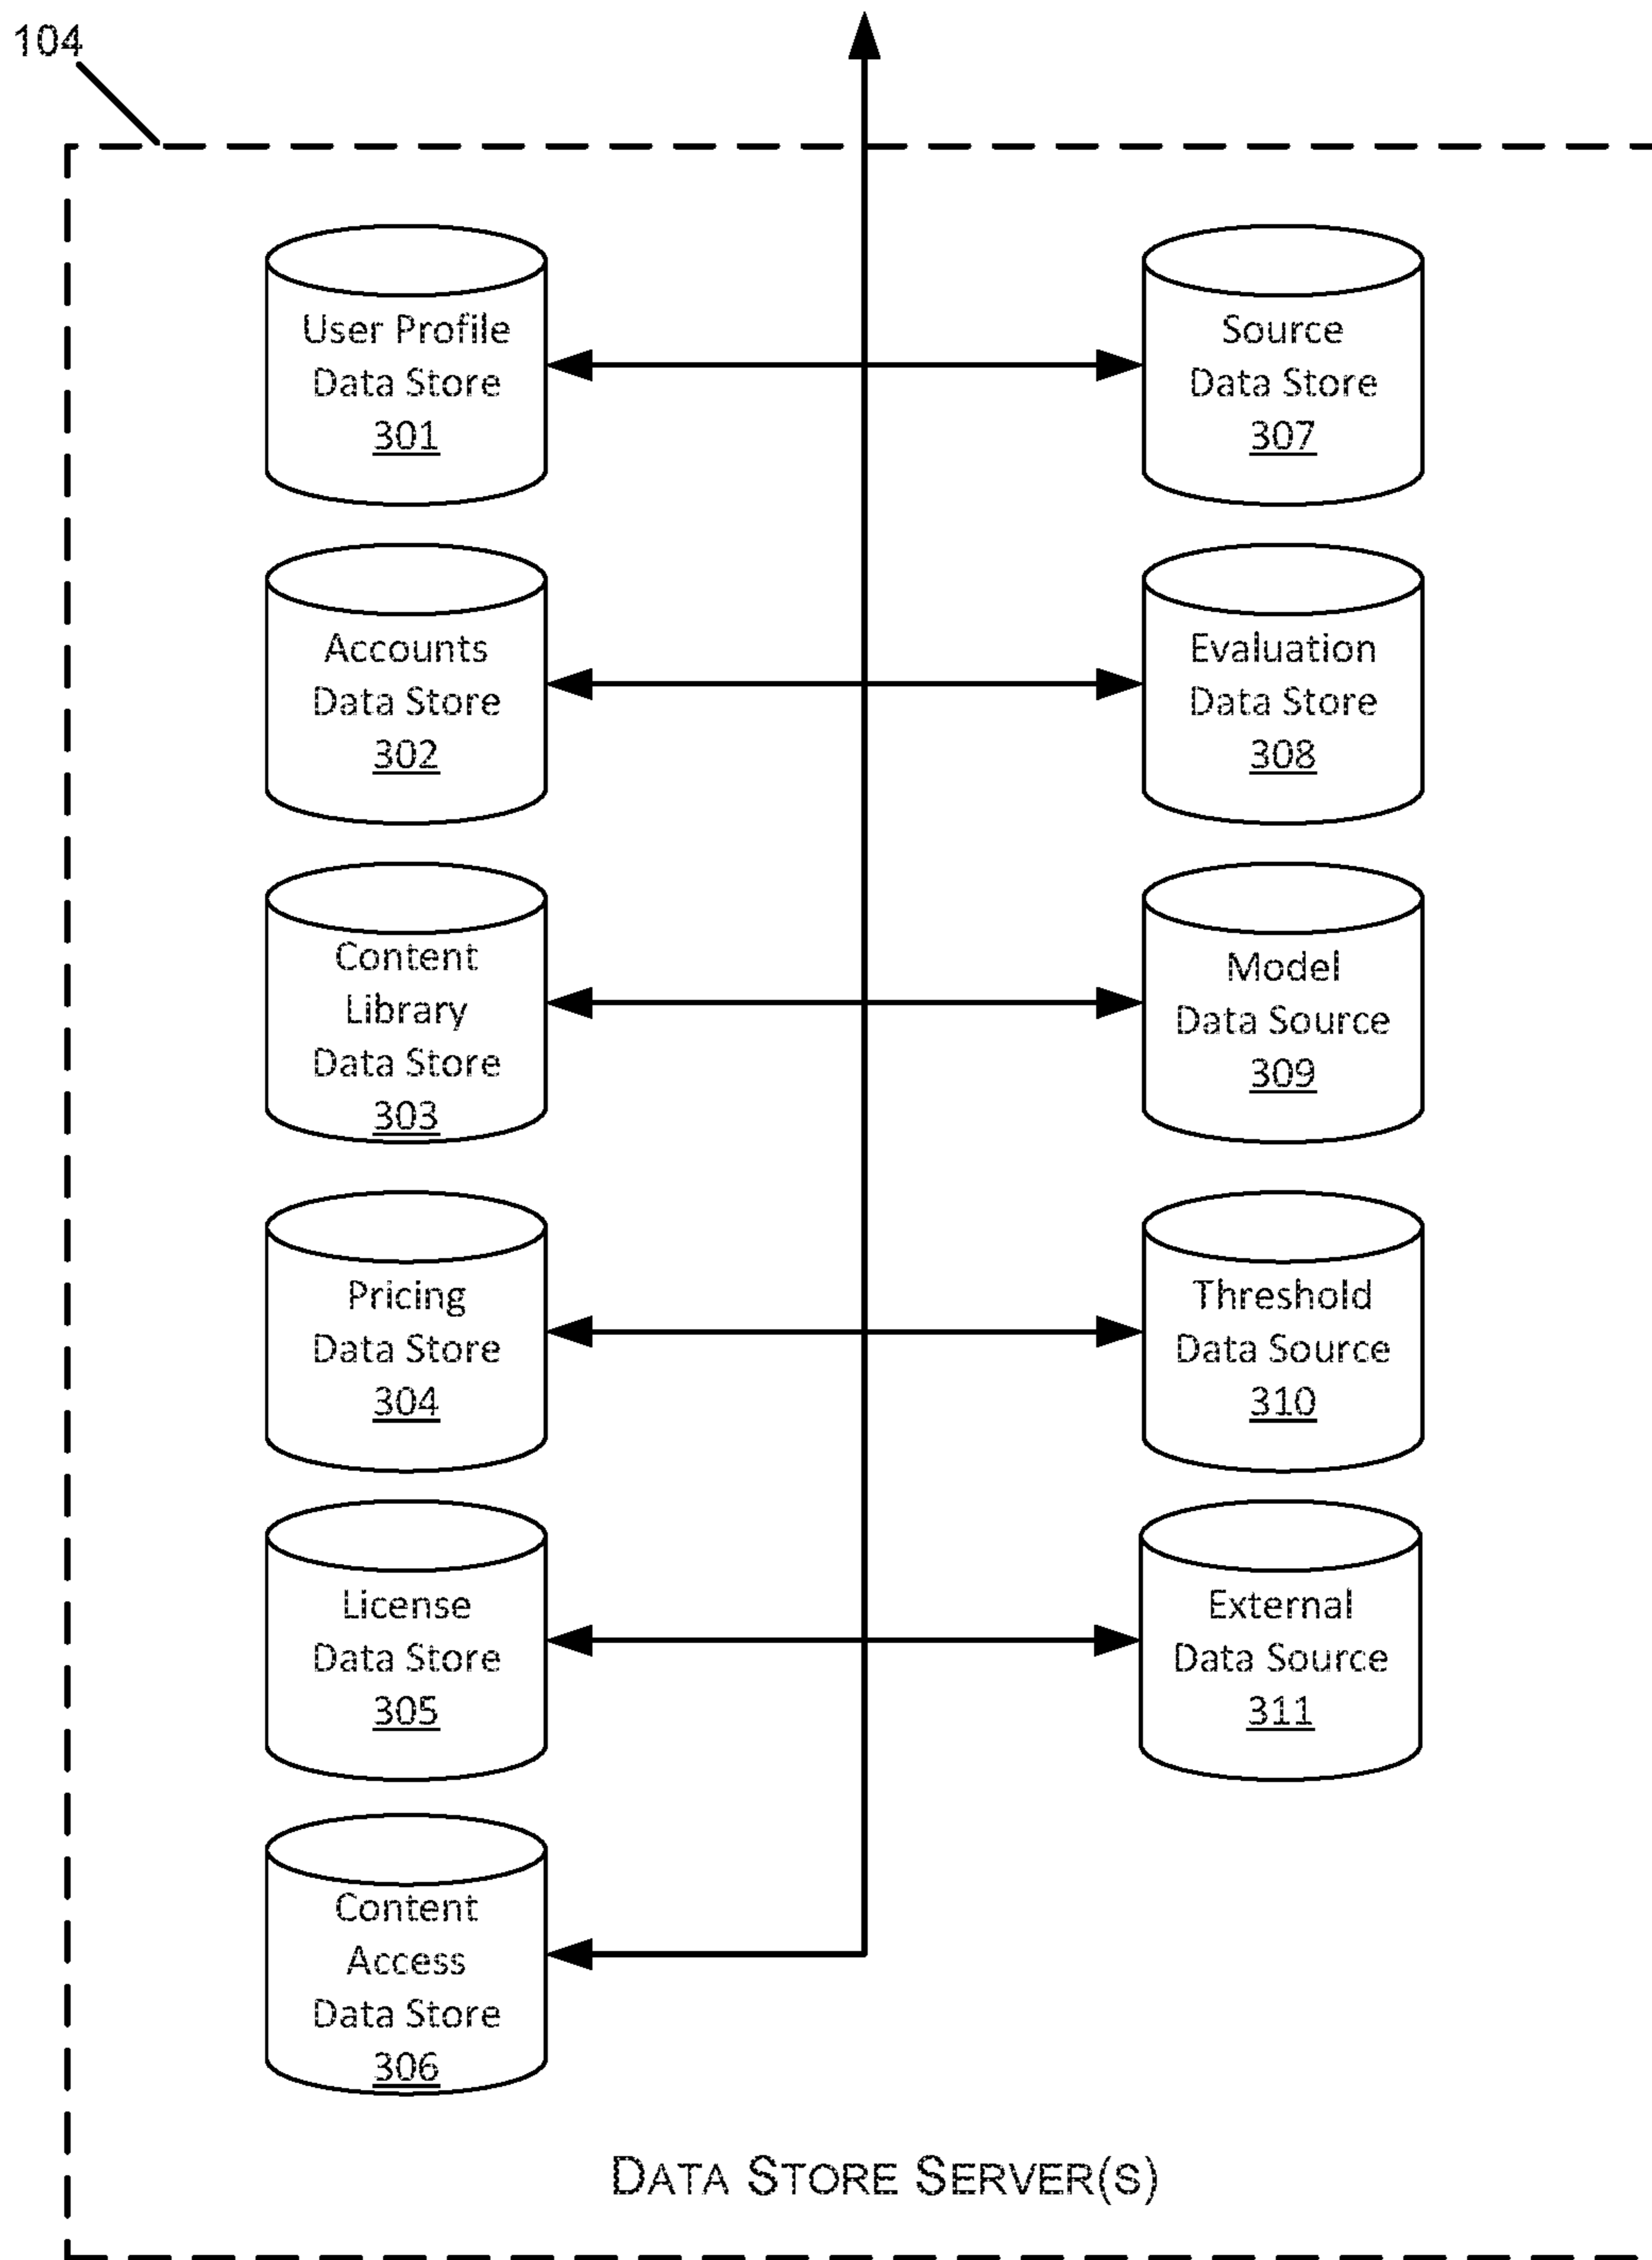 104
User Profile
Data Store
301
Source
Data Store
307
Accounts
Data Store
302
Evaluation
Data Store
308
Content
Library
Data Store
303
Model
Data Source
309
Pricing
Data Store
304
Threshold
Data Source
310
License
Data Store
305
External
Data Source
311
Content
Access
Data Store
306
DATA STORE SERVER(S)